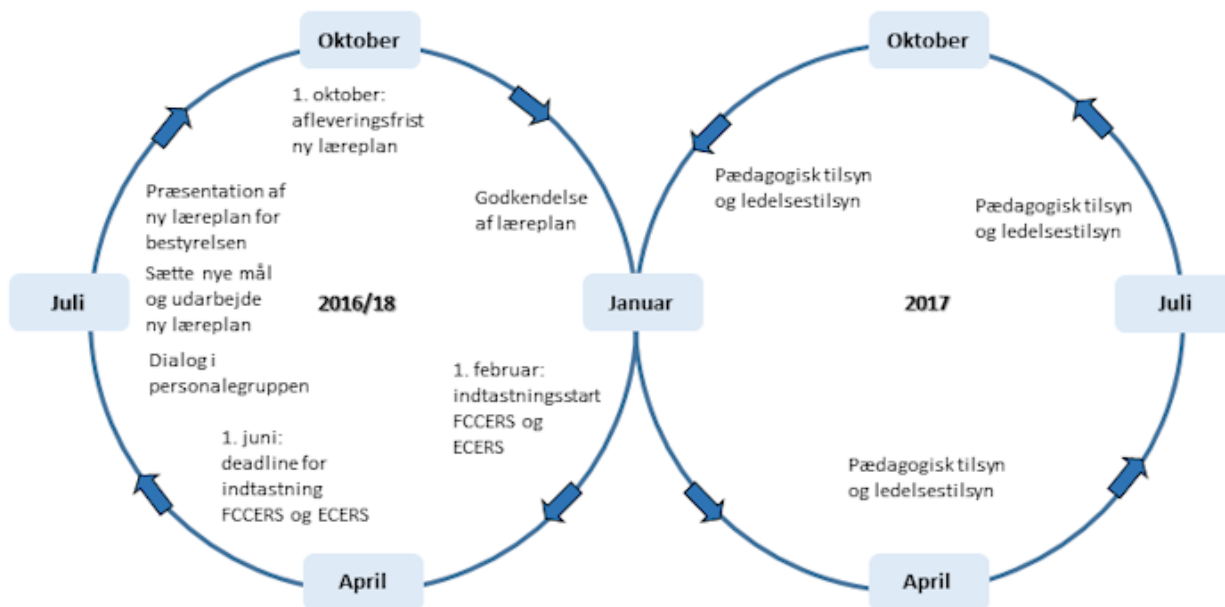 Oktober
1. oktober:
afleveringsfrist
ny læreplan
Godkendelse
af læreplan
Præsentation af
ny læreplan for
bestyrelsen
Sætte nye mål
og udarbejde
ny læreplan
Juli
2016/18
Januar
Dialog i
personalegruppen
1. februar:
indtastningsstart
FCCERS og
ECERS
1. juni:
deadline for
indtastning
FCCERS og ECERS
April
Oktober
Pædagogisk tilsyn
og ledelsestilsyn
Pædagogisk tilsyn
og ledelsestilsyn
2017
Juli
Pædagogisk tilsyn
og ledelsestilsyn
April